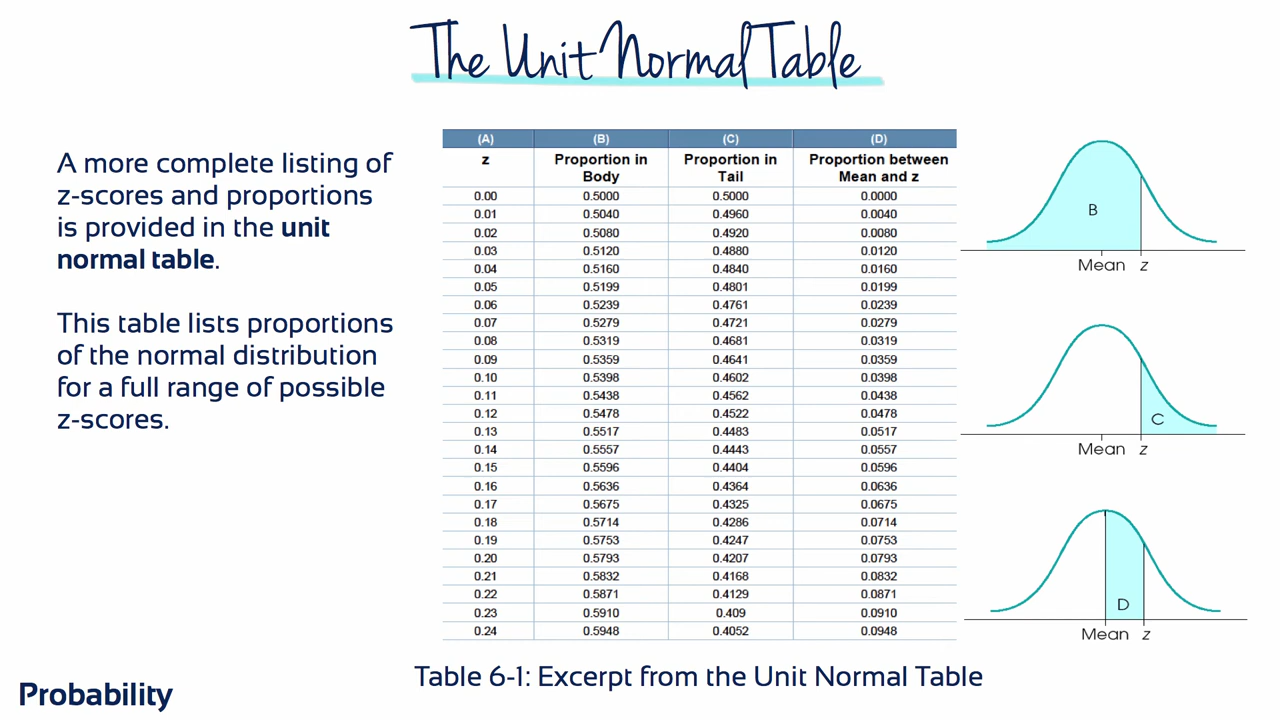 The Unit Normal Table
A more complete listing of
z-scores and proportions
is provided in the unit
normal table.
This table lists proportions
of the normal distribution
for a full range of possible
z-scores.
(A) (B) (C) (D)
z Proportion in Body Proportion in Tail Proportion between Mean and z
0.00 0.5000 0.5000 0.0000
0.01 0.5040 0.4960 0.0040
0.02 0.5080 0.4920 0.0080
0.03 0.5120 0.4880 0.0120
0.04 0.5160 0.4840 0.0160
0.05 0.5199 0.4801 0.0199
0.06 0.5239 0.4761 0.0239
0.07 0.5279 0.4721 0.0279
0.08 0.5319 0.4681 0.0319
0.09 0.5359 0.4641 0.0359
0.10 0.5398 0.4602 0.0398
0.11 0.5438 0.4562 0.0438
0.12 0.5478 0.4522 0.0478
0.13 0.5517 0.4483 0.0517
0.14 0.5557 0.4443 0.0557
0.15 0.5596 0.4404 0.0596
0.16 0.5636 0.4364 0.0636
0.17 0.5675 0.4325 0.0675
0.18 0.5714 0.4286 0.0714
0.19 0.5753 0.4247 0.0753
0.20 0.5793 0.4207 0.0793
0.21 0.5832 0.4168 0.0832
0.22 0.5871 0.4129 0.0871
0.23 0.5910 0.409 0.0910
0.24 0.5948 0.4052 0.0948
B
Mean z
C
Mean z
D
Mean z
Table 6-1: Excerpt from the Unit Normal Table
Probability